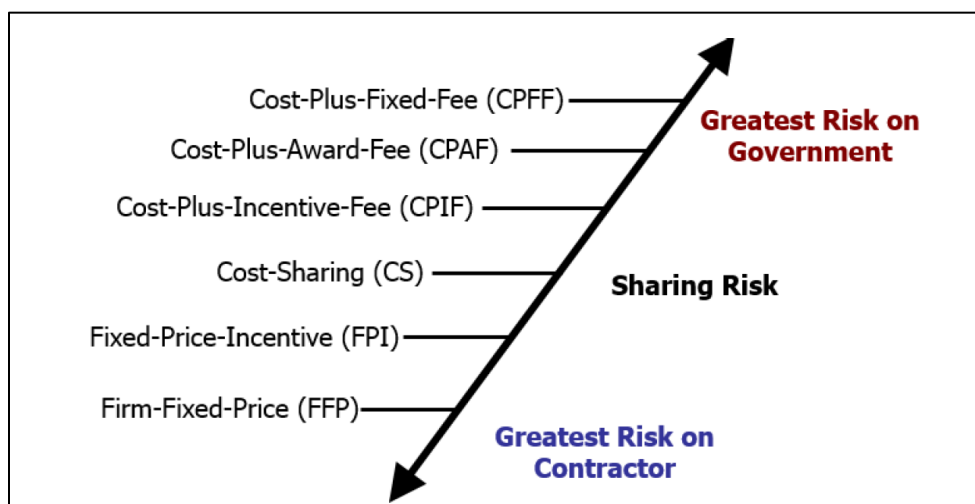 Cost-Plus-Fixed-Fee (CPFF)
Greatest Risk on
Government
Cost-Plus-Award-Fee (CPAF)
Cost-Plus-Incentive-Fee (CPIF)
Cost-Sharing (CS)
Sharing Risk
Fixed-Price-Incentive (FPI)
Firm-Fixed-Price (FFP)
Greatest Risk on
Contractor